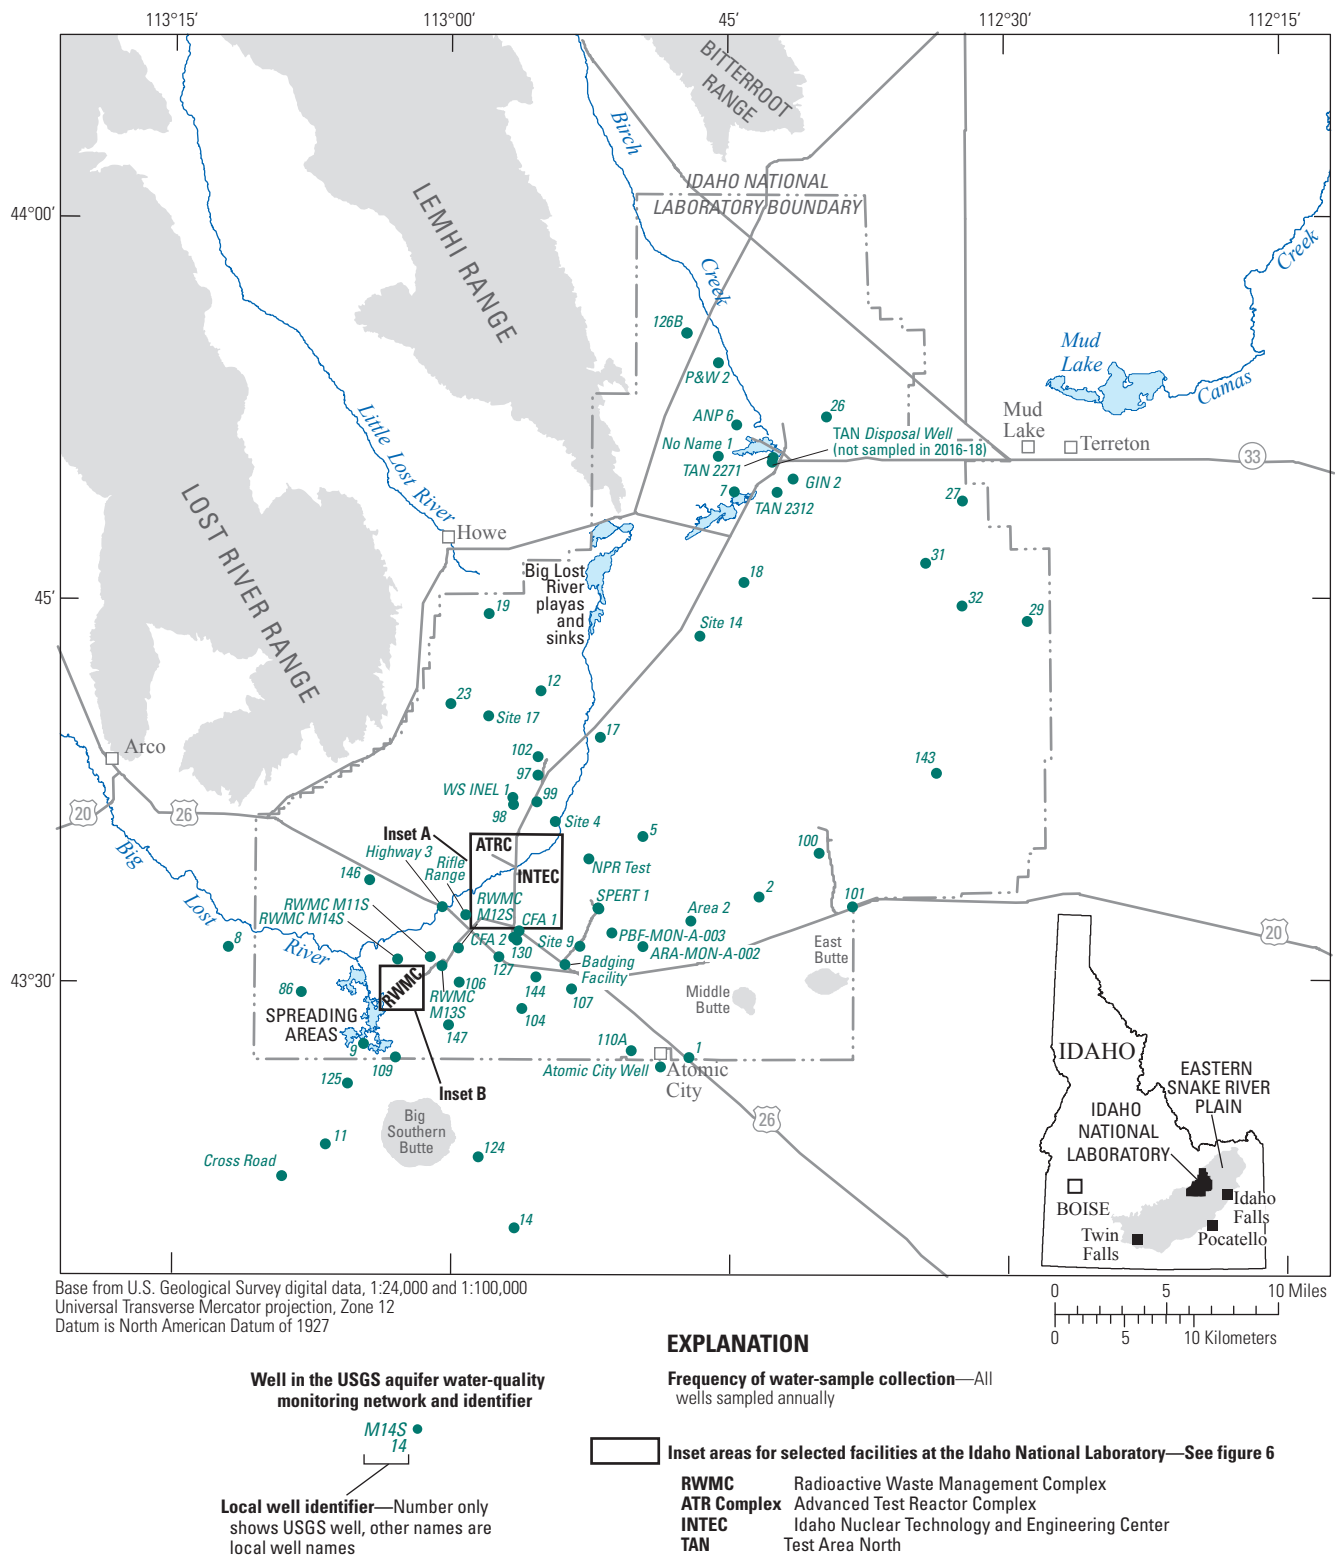 113°15'
113°00'
45'
112°30'
112°15'
44°00'
45'
43°30'
BITTERROOT
RANGE
Birch
Creek
IDAHO NATIONAL
LABORATORY BOUNDARY
LEMHI RANGE
LOST RIVER RANGE
Little Lost River
Camas
Creek
Mud
Lake
Mud
Lake
Terreton
33
126B
P&W 2
ANP 6
26
No Name 1
TAN Disposal Well
(not sampled in 2016-18)
TAN 2271
GIN 2
7
TAN 2312
27
Howe
Big Lost
River
playas
and
sinks
18
31
32
29
Site 14
19
12
23
Site 17
17
Arco
102
97
143
WS INEL 1
99
98
20
26
Site 4
5
Inset A
ATRC
Highway 3
Rifle
Range
INTEC
NPR Test
100
146
RWMC
M12S
SPERT 1
2
101
RWMC M11S
RWMC M14S
CFA 1
Area 2
Big
Lost
River
8
CFA 2
130
Site 9
PBF-MON-A-003
ARA-MON-A-002
20
127
Badging
Facility
East
Butte
RWMC
86
106
144
107
Middle
Butte
SPREADING
AREAS
RWMC
M13S
104
147
9
109
110A
1
Atomic City Well
Atomic
City
125
Inset B
26
Big
Southern
Butte
11
124
Cross Road
14
IDAHO
EASTERN
SNAKE RIVER
PLAIN
IDAHO
NATIONAL
LABORATORY
BOISE
Idaho
Falls
Twin
Falls
Pocatello
Base from U.S. Geological Survey digital data, 1:24,000 and 1:100,000
Universal Transverse Mercator projection, Zone 12
Datum is North American Datum of 1927
0 5 10 Miles
0 5 10 Kilometers
EXPLANATION
Well in the USGS aquifer water-quality
monitoring network and identifier
M14S
14
Local well identifier—Number only
shows USGS well, other names are
local well names
Frequency of water-sample collection—All
wells sampled annually
Inset areas for selected facilities at the Idaho National Laboratory—See figure 6
RWMC Radioactive Waste Management Complex
ATR Complex Advanced Test Reactor Complex
INTEC Idaho Nuclear Technology and Engineering Center
TAN Test Area North